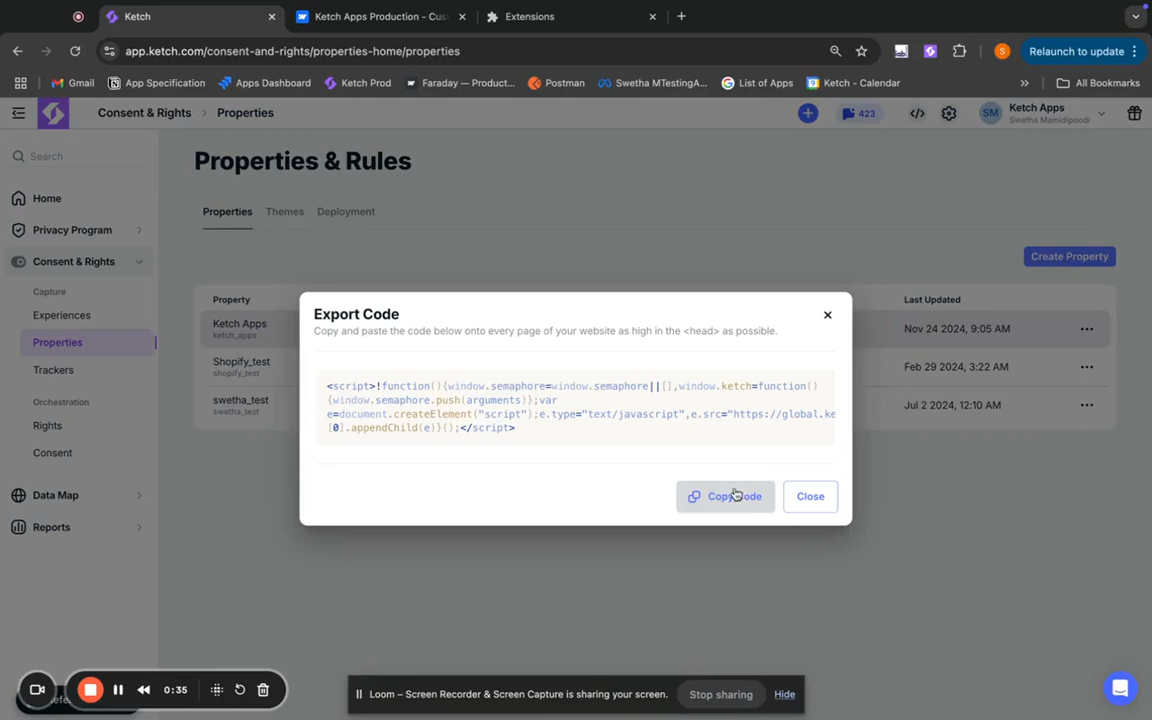 Ketch
Ketch Apps Production - Cus
Extensions
app.ketch.com/consent-and-rights/properties-home/properties
S
Relaunch to update
Gmail
App Specification
Apps Dashboard
Ketch Prod
Faraday — Product...
Postman
Swetha MTestingA...
List of Apps
Ketch - Calendar
All Bookmarks
Consent & Rights > Properties
423
SM
Ketch Apps
Swetha Mamidipoodi
Search
Home
Privacy Program
Consent & Rights
Capture
Experiences
Properties
Trackers
Orchestration
Rights
Consent
Data Map
Reports
Properties & Rules
Properties
Themes
Deployment
Create Property
Property
Last Updated
Ketch Apps
ketch_apps
Nov 24 2024, 9:05 AM
Shopify_test
shopify_test
Feb 29 2024, 3:22 AM
swetha_test
swetha_test
Jul 2 2024, 12:10 AM
Export Code
Copy and paste the code below onto every page of your website as high in the <head> as possible.
<script>!function(){window.semaphore=window.semaphore||[],window.ketch=function()
{window.semaphore.push(arguments)};var
e=document.createElement("script");e.type="text/javascript",e.src="https://global.ke
[0].appendChild(e)}();</script>
Copy Code
Close
0:35
Loom – Screen Recorder & Screen Capture is sharing your screen.
Stop sharing
Hide